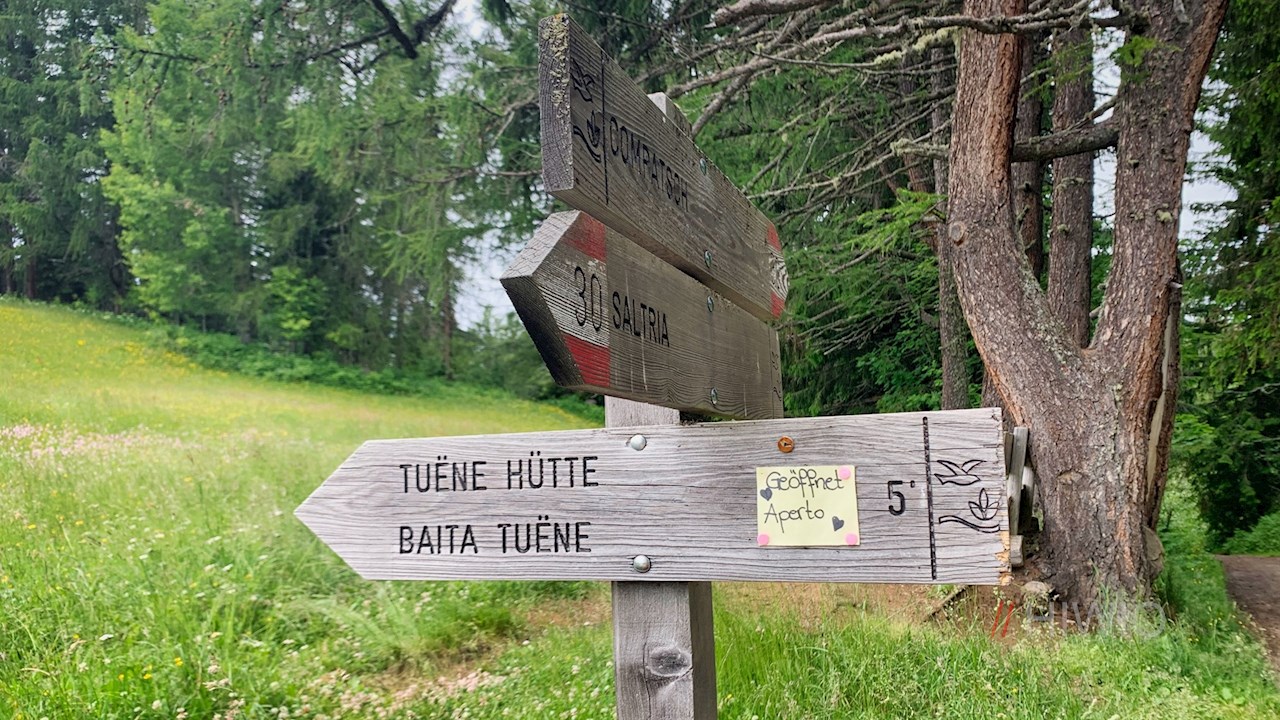 COMPATSCH
30 SALTRIA
TUËNE HÜTTE
BAITA TUËNE
Geöffnet
Aperto
5'